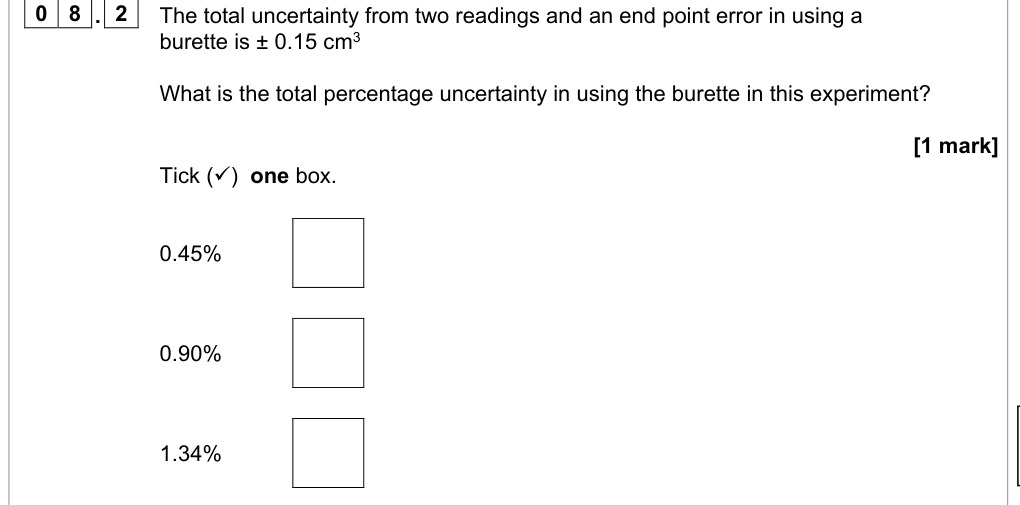 0 8 . 2 The total uncertainty from two readings and an end point error in using a
burette is ± 0.15 cm³
What is the total percentage uncertainty in using the burette in this experiment?
[1 mark]
Tick (✓) one box.
0.45%
0.90%
1.34%